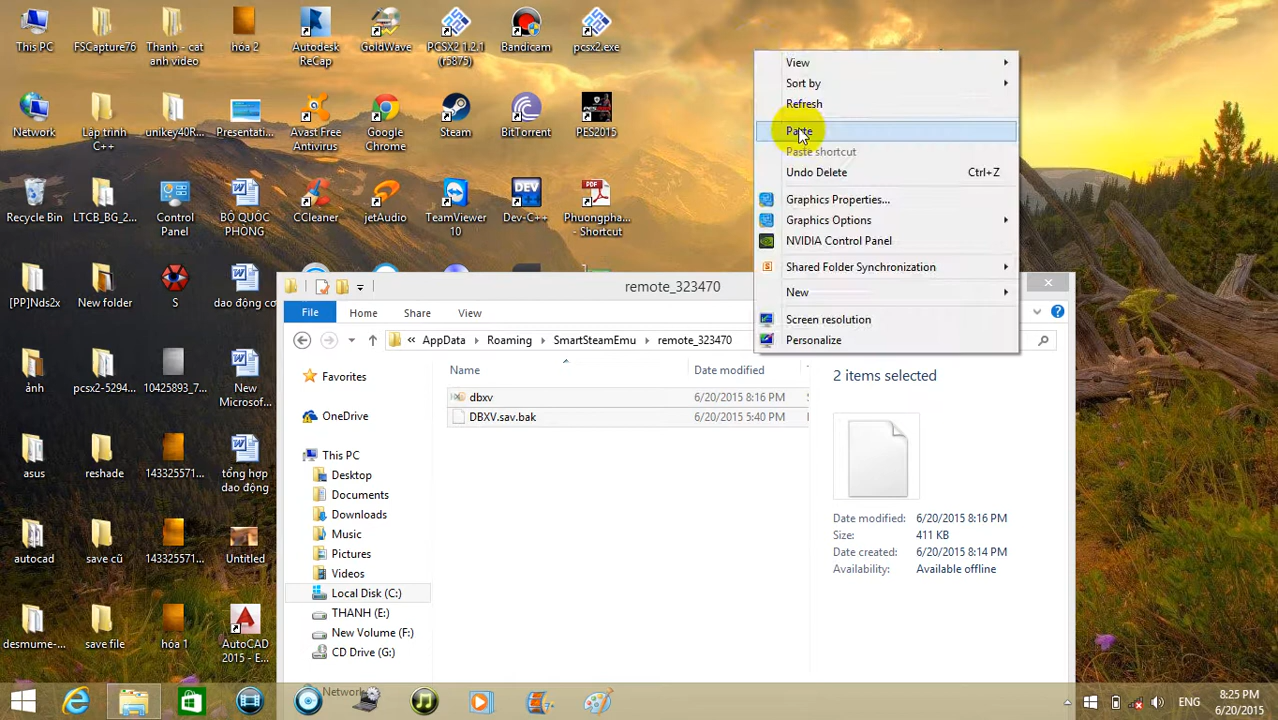 This PC
FSCapture76
Thanh - cat
anh video
hóa 2
Autodesk
ReCap
GoldWave
PCSX2 1.2.1
(r5875)
Bandicam
pcsx2.exe
Network
Lập trình
C++
unikey40R...
Presentati...
Avast Free
Antivirus
Google
Chrome
Steam
BitTorrent
PES2015
Recycle Bin
LTCB_BG_2...
Control
Panel
BỘ QUỐC
PHÒNG
CCleaner
jetAudio
TeamViewer
10
Dev-C++
Phuongpha...
- Shortcut
[PP]Nds2x
New folder
S
dao động cơ
ảnh
pcsx2-5294...
10425893_7...
New
Microsof...
asus
reshade
143325571...
tổng hợp
dao động
autocad
save cũ
143325571...
Untitled
desmume-...
save file
hóa 1
AutoCAD
2015 - E...
View
Sort by
Refresh
Paste
Paste shortcut
Undo Delete Ctrl+Z
Graphics Properties...
Graphics Options
NVIDIA Control Panel
Shared Folder Synchronization
New
Screen resolution
Personalize
remote_323470
File Home Share View
« AppData Roaming SmartSteamEmu remote_323470
Favorites
OneDrive
This PC
Desktop
Documents
Downloads
Music
Pictures
Videos
Local Disk (C:)
THANH (E:)
New Volume (F:)
CD Drive (G:)
Network
Name Date modified
dbxv 6/20/2015 8:16 PM
DBXV.sav.bak 6/20/2015 5:40 PM
2 items selected
Date modified: 6/20/2015 8:16 PM
Size: 411 KB
Date created: 6/20/2015 8:14 PM
Availability: Available offline
ENG
8:25 PM
6/20/2015